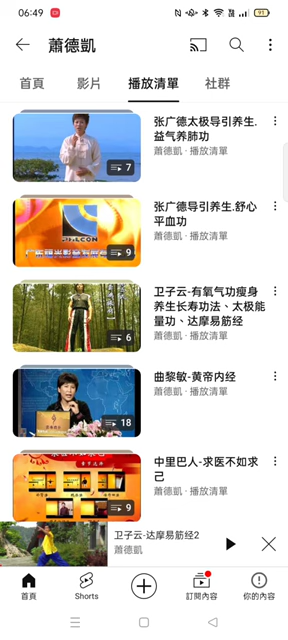 06:49
91
蕭德凱
首頁
影片
播放清單
社群
7
张广德太极导引养生.
益气养肺功
蕭德凱 · 播放清單
PHILCON
9
张广德导引养生.舒心
平血功
蕭德凱 · 播放清單
6
卫子云-有氧气功瘦身
养生长寿功法、太极能
量功、达摩易筋经
蕭德凱 · 播放清單
18
曲黎敏-黄帝内经
蕭德凱 · 播放清單
9
中里巴人-求医不如求
己
蕭德凱 · 播放清單
卫子云-达摩易筋经2
蕭德凱
首頁
Shorts
訂閱內容
你的內容